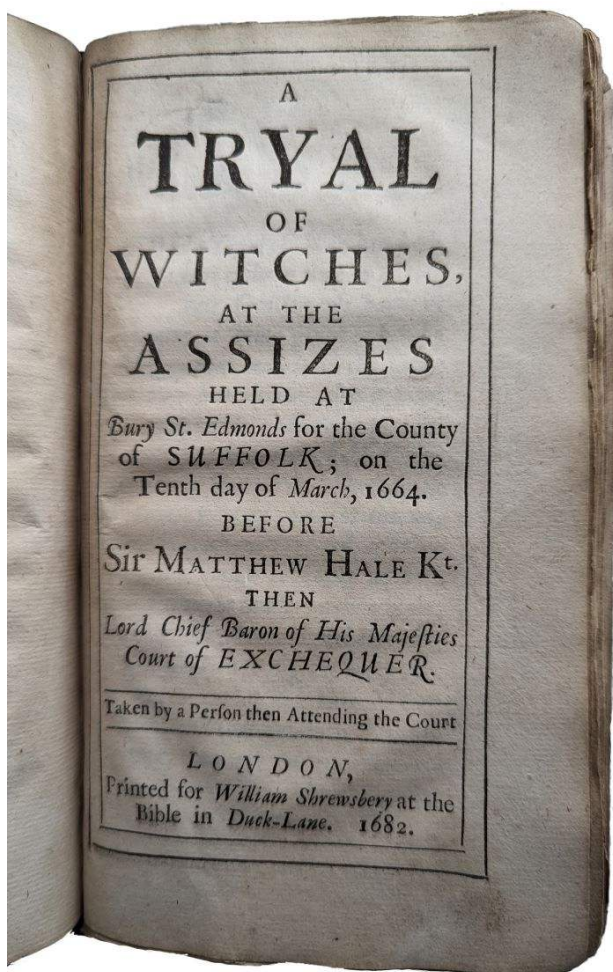 A
TRYAL
OF
WITCHES,
AT THE
ASSIZES
HELD AT
Bury St. Edmonds for the County
of SUFFOLK; on the
Tenth day of March, 1664.
BEFORE
Sir MATTHEW HALE Kt.
THEN
Lord Chief Baron of His Majeſties
Court of EXCHEQUER.
Taken by a Perſon then Attending the Court
LONDON,
Printed for William Shrewsbery at the
Bible in Duck-Lane. 1682.